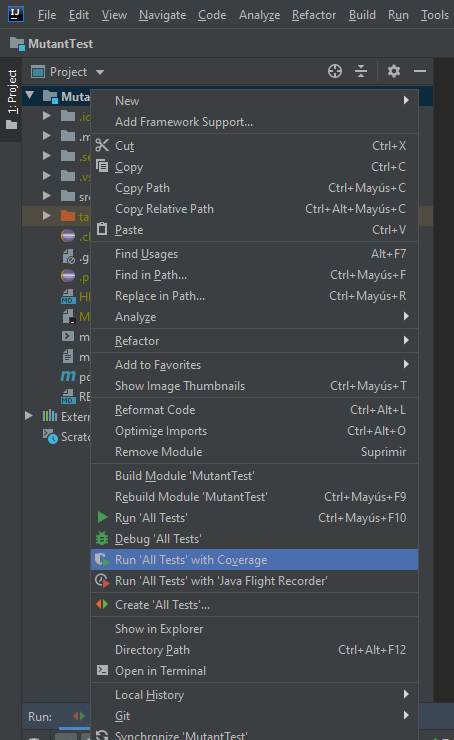 IJ File Edit View Navigate Code Analyze Refactor Build Run Tools
MutantTest
1: Project
Project
Muta
New
.ic
Add Framework Support...
.m
Cut Ctrl+X
.se
Copy Ctrl+C
.vs
Copy Path Ctrl+Mayús+C
src
Copy Relative Path Ctrl+Alt+Mayús+C
ta
Paste Ctrl+V
.cl
Find Usages Alt+F7
.g
Find in Path... Ctrl+Mayús+F
.p
Replace in Path... Ctrl+Mayús+R
HE
Analyze
M
Refactor
m
m
Add to Favorites
po
Show Image Thumbnails Ctrl+Mayús+T
RE
Reformat Code Ctrl+Alt+L
Extern
Optimize Imports Ctrl+Alt+O
Scratc
Remove Module Suprimir
Build Module 'MutantTest'
Rebuild Module 'MutantTest' Ctrl+Mayús+F9
Run 'All Tests' Ctrl+Mayús+F10
Debug 'All Tests'
Run 'All Tests' with Coverage
Run 'All Tests' with 'Java Flight Recorder'
Create 'All Tests'...
Show in Explorer
Directory Path Ctrl+Alt+F12
Open in Terminal
Local History
Git
Run:
Synchronize 'MutantTest'